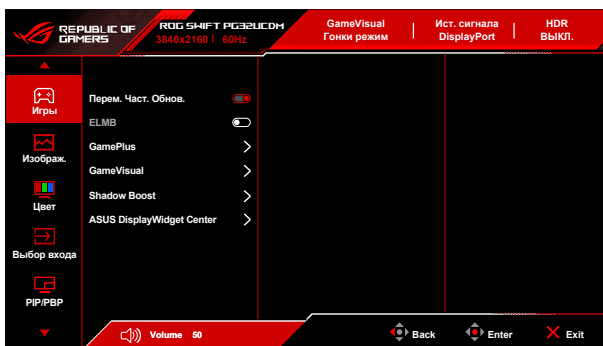 REPUBLIC OF
GAMERS
ROG SWIFT PG32UCDM
3840x2160 | 60Hz
GameVisual
Гонки режим
Ист. сигнала
DisplayPort
HDR
ВЫКЛ.
Игры
Изображ.
Цвет
Выбор входа
PIP/PBP
Перем. Част. Обнов.
ELMB
GamePlus
GameVisual
Shadow Boost
ASUS DisplayWidget Center
Volume 50
Back
Enter
Exit